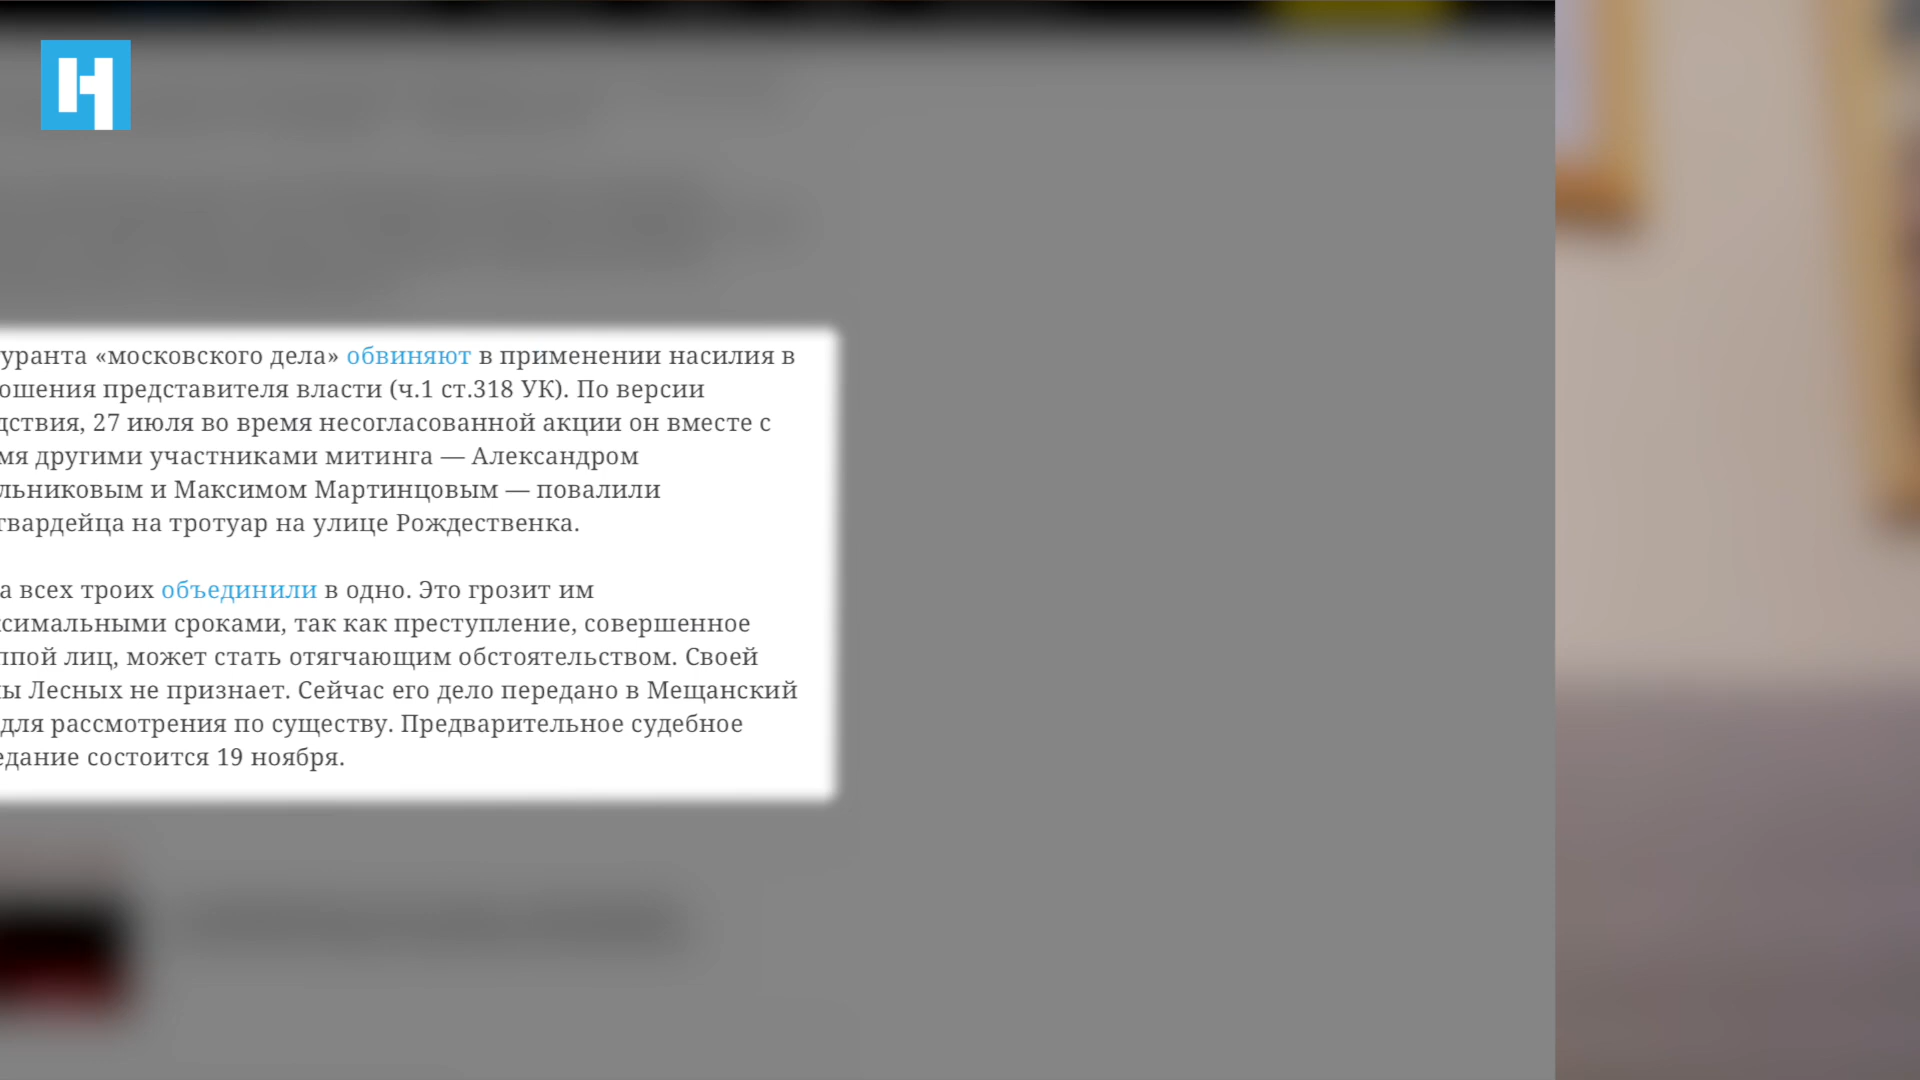 уранта «московского дела» обвиняют в применении насилия в
ошения представителя власти (ч.1 ст.318 УК). По версии
дствия, 27 июля во время несогласованной акции он вместе с
мя другими участниками митинга — Александром
льниковым и Максимом Мартинцовым — повалили
гвардейца на тротуар на улице Рождественка.
а всех троих объединили в одно. Это грозит им
симальными сроками, так как преступление, совершенное
ппой лиц, может стать отягчающим обстоятельством. Своей
ы Лесных не признает. Сейчас его дело передано в Мещанский
для рассмотрения по существу. Предварительное судебное
едание состоится 19 ноября.